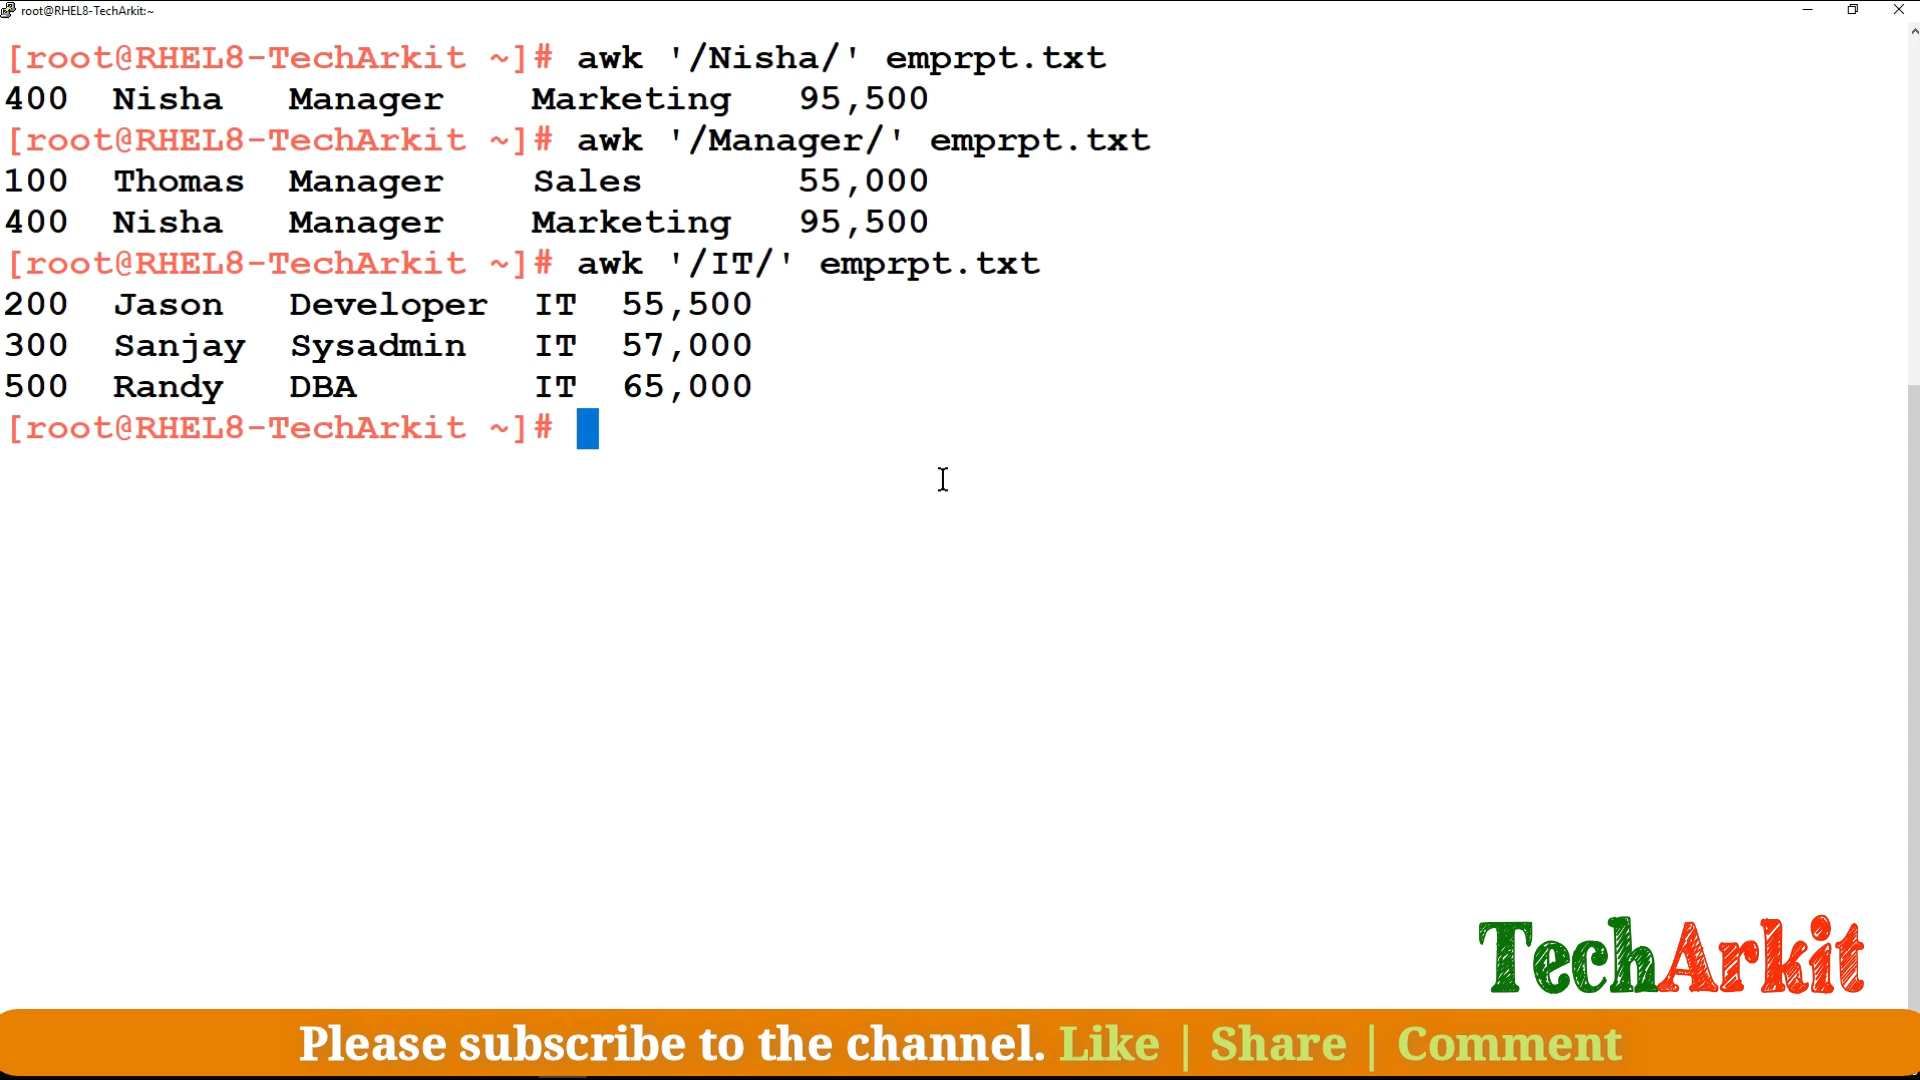 root@RHEL8-TechArkit:~
[root@RHEL8-TechArkit ~]# awk '/Nisha/' emprpt.txt
400  Nisha   Manager    Marketing   95,500
[root@RHEL8-TechArkit ~]# awk '/Manager/' emprpt.txt
100  Thomas  Manager    Sales       55,000
400  Nisha   Manager    Marketing   95,500
[root@RHEL8-TechArkit ~]# awk '/IT/' emprpt.txt
200  Jason   Developer  IT  55,500
300  Sanjay  Sysadmin   IT  57,000
500  Randy   DBA        IT  65,000
[root@RHEL8-TechArkit ~]#
TechArkit
Please subscribe to the channel. Like | Share | Comment